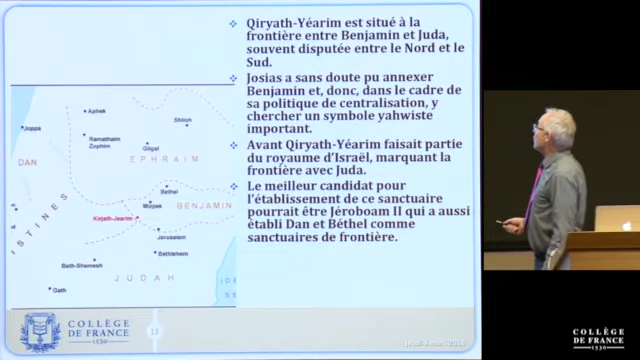 Qiryath-Yéarim est situé à la
frontière entre Benjamin et Juda,
souvent disputée entre le Nord et le
Sud.
Josias a sans doute pu annexer
Benjamin et, donc, dans le cadre de
sa politique de centralisation, y
chercher un symbole yahwiste
important.
Avant Qiryath-Yéarim faisait partie
du royaume d'Israël, marquant la
frontière avec Juda.
Le meilleur candidat pour
l'établissement de ce sanctuaire
pourrait être Jéroboam II qui a aussi
établi Dan et Béthel comme
sanctuaires de frontière.
Aphek
Shiloh
Joppa
Ramathaim
Zophim
Gilgal
DAN
EPHRAIM
Bethel
Mizpah
BENJAMIN
Kirjath-Jearim
ISTINES
Jerusalem
Bethlehem
Beth-Shemesh
JUDAH
Gath
COLLÈGE
DE FRANCE
1530
13
COLLÈGE
DE FRANCE
1530